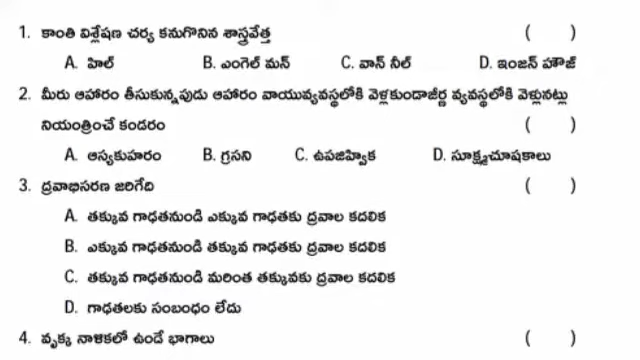 1. కాంతి విశ్లేషణ చర్య కనుగొనిన శాస్త్రవేత్త ( )
A. హిల్ B. ఎంగెల్ మన్ C. వాన్ నీల్ D. ఇంజన్ హౌజ్
2. మీరు ఆహారం తీసుకున్నపుడు ఆహారం వాయువ్యవస్థలోకి వెళ్లకుండాజీర్ణ వ్యవస్థలోకి వెళ్లునట్లు
నియంత్రించే కండరం ( )
A. ఆస్యకుహరం B. గ్రసని C. ఉపజిహ్విక D. సూక్ష్మచూషకాలు
3. ద్రవాభిసరణ జరిగేది ( )
A. తక్కువ గాఢతనుండి ఎక్కువ గాఢతకు ద్రవాల కదలిక
B. ఎక్కువ గాఢతనుండి తక్కువ గాఢతకు ద్రవాల కదలిక
C. తక్కువ గాఢతనుండి మరింత తక్కువకు ద్రవాల కదలిక
D. గాఢతలకు సంబంధం లేదు
4. వృక్క నాళికలో ఉండే భాగాలు ( )